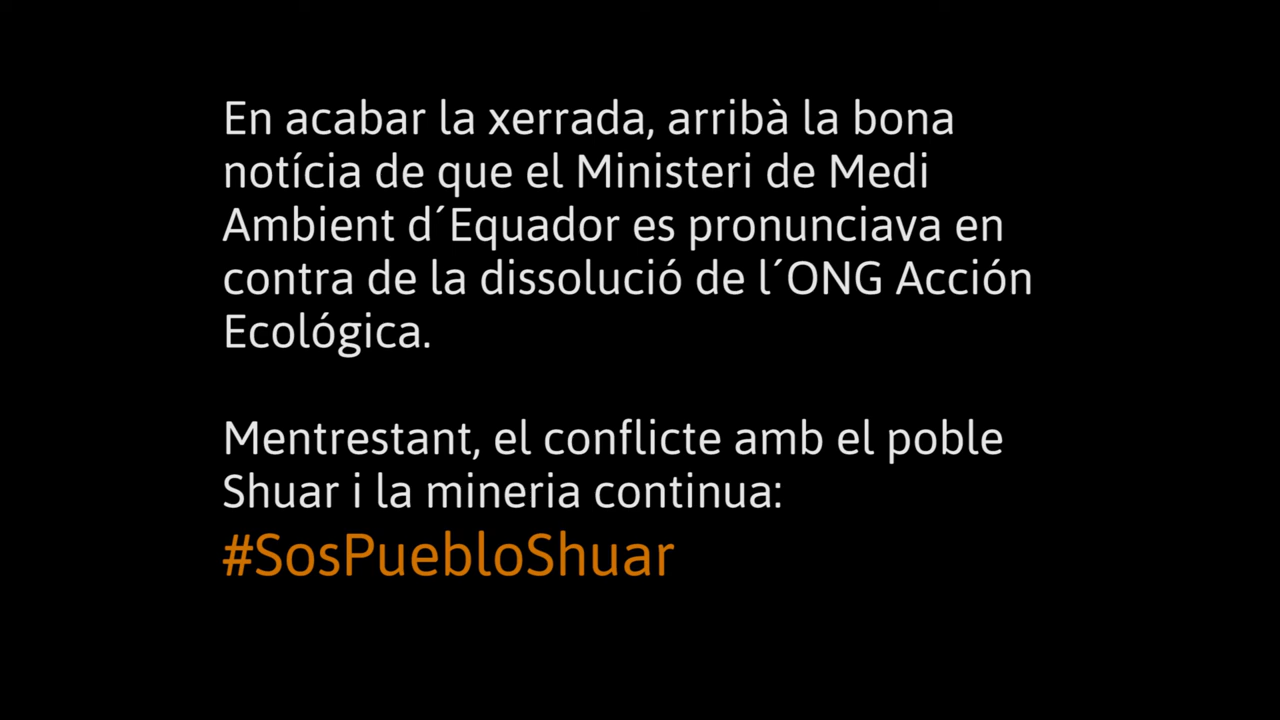 En acabar la xerrada, arribà la bona
notícia de que el Ministeri de Medi
Ambient d´Equador es pronunciava en
contra de la dissolució de l´ONG Acción
Ecológica.
Mentrestant, el conflicte amb el poble
Shuar i la mineria continua:
#SosPuebloShuar